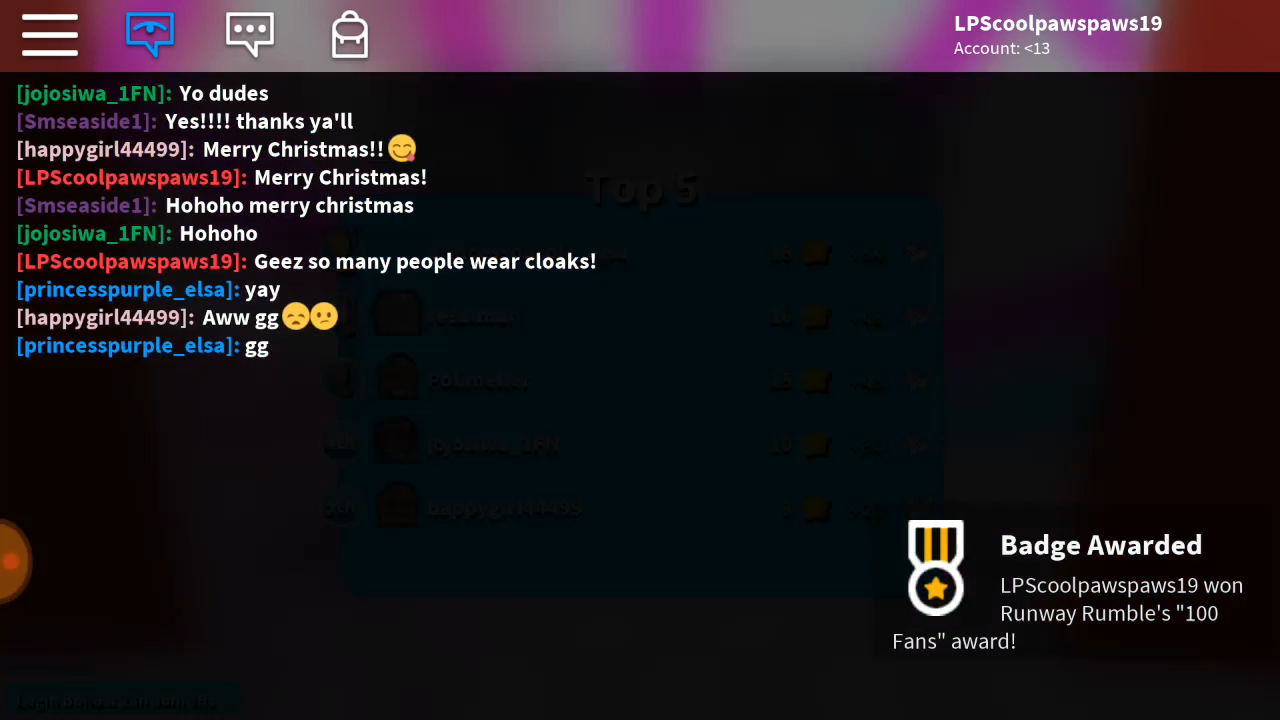 LPScoolpawspaws19
Account: <13
[jojosiwa_1FN]: Yo dudes
[Smseaside1]: Yes!!!! thanks ya'll
[happygirl44499]: Merry Christmas!!😋
[LPScoolpawspaws19]: Merry Christmas!
[Smseaside1]: Hohoho merry christmas
[jojosiwa_1FN]: Hohoho
[LPScoolpawspaws19]: Geez so many people wear cloaks!
[princesspurple_elsa]: yay
[happygirl44499]: Aww gg😞🫤
[princesspurple_elsa]: gg
Top 5
jojosiwa_1FN
happygirl44499
Badge Awarded
LPScoolpawspaws19 won
Runway Rumble's "100
Fans" award!